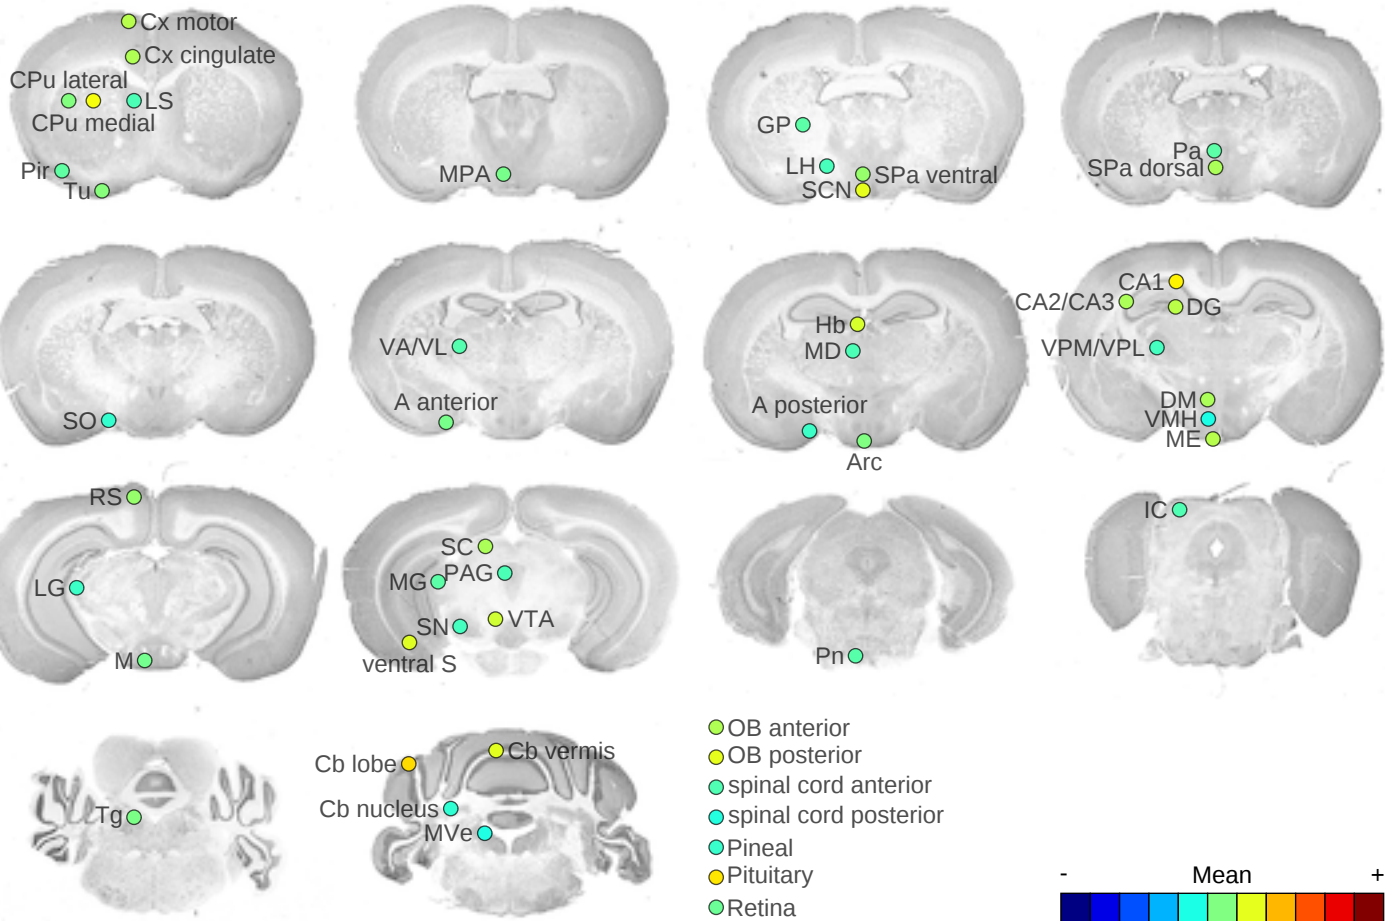 Cx motor
Cx cingulate
CPu lateral
LS
CPu medial
Pir
Tu
MPA
GP
LH
SPa ventral
SCN
Pa
SPa dorsal
SO
VA/VL
A anterior
Hb
MD
A posterior
Arc
CA1
CA2/CA3
DG
VPM/VPL
DM
VMH
ME
RS
LG
M
SC
MG PAG
SN VTA
ventral S
Pn
IC
Tg
Cb lobe
Cb vermis
Cb nucleus
MVe
OB anterior
OB posterior
spinal cord anterior
spinal cord posterior
Pineal
Pituitary
Retina
- Mean +